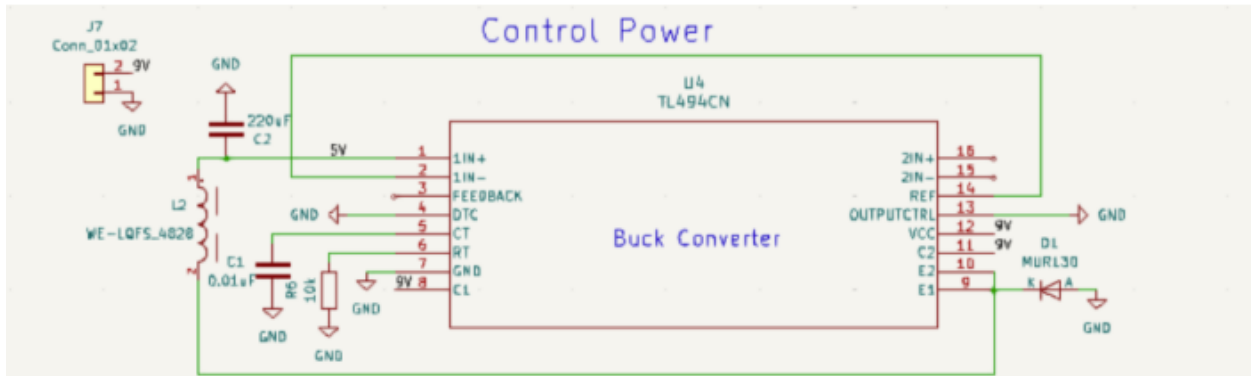 Control Power
J7
Conn_01x02
2 9V
1
GND
GND
220uF
C2
5V
U4
TL494CN
1 1IN+
2 1IN-
3 FEEDBACK
GND 4 DTC
5 CT
6 RT
7 GND
9V 8 C1
2IN+ 16
2IN- 15
REF 14
OUTPUTCTRL 13 GND
VCC 12 9V
C2 11 9V
E2 10
E1 9
Buck Converter
1
L2
WE-LQFS_4828
2
C1
0.01uF
GND
R6
10k
GND
GND
D1
MURL30
K A
GND